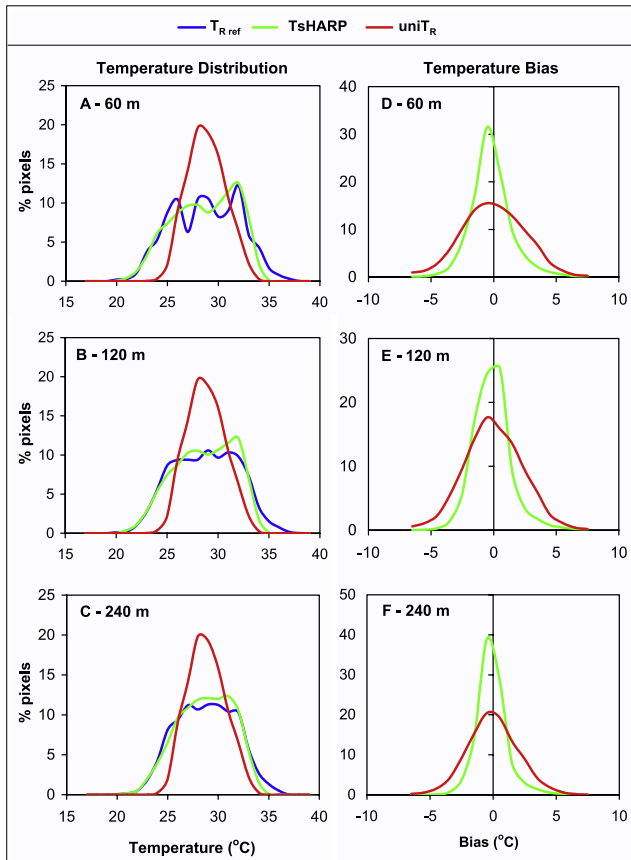 T_R ref TsHARP uniT_R
Temperature Distribution
Temperature Bias
A - 60 m
% pixels
25
20
15
10
5
0
15 20 25 30 35 40
D - 60 m
40
30
20
10
0
-10 -5 0 5 10
B - 120 m
% pixels
25
20
15
10
5
0
15 20 25 30 35 40
E - 120 m
30
20
10
0
-10 -5 0 5 10
C - 240 m
% pixels
25
20
15
10
5
0
15 20 25 30 35 40
Temperature (°C)
F - 240 m
50
40
30
20
10
0
-10 -5 0 5 10
Bias (°C)